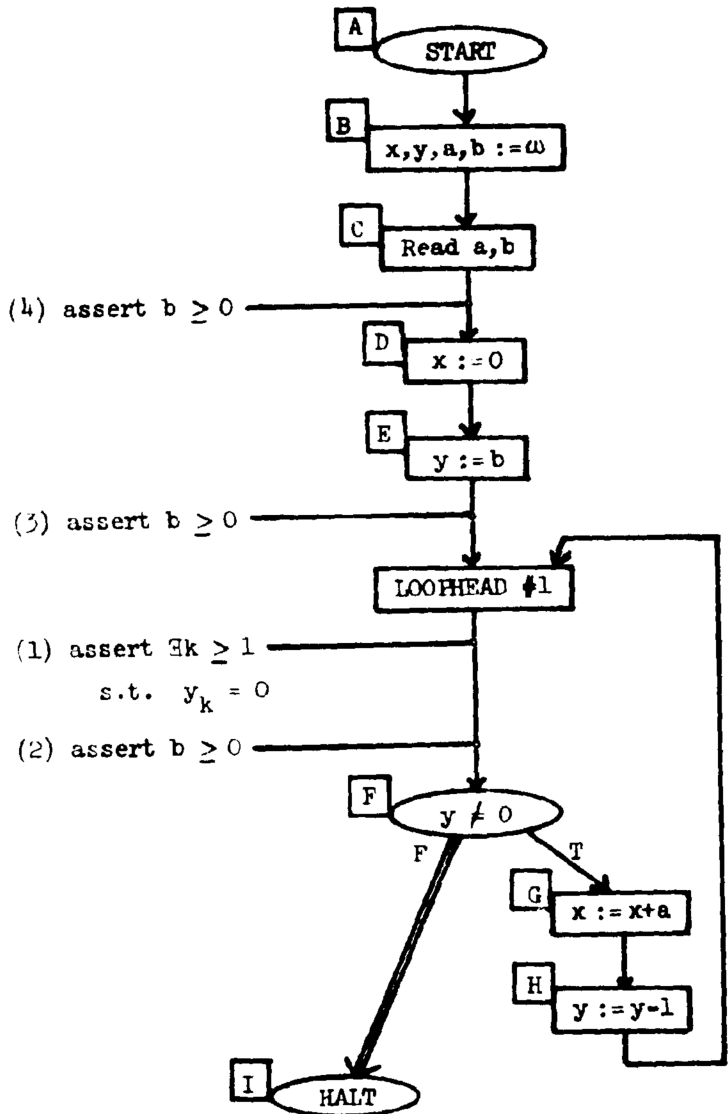 A
START
B
x,y,a,b := ω
C
Read a,b
(4) assert b ≥ 0
D
x := 0
E
y := b
(3) assert b ≥ 0
LOOPHEAD #1
(1) assert ∃k ≥ 1
s.t. y_k = 0
(2) assert b ≥ 0
F
y ≠ 0
F
T
G
x := x+a
H
y := y-1
I
HALT